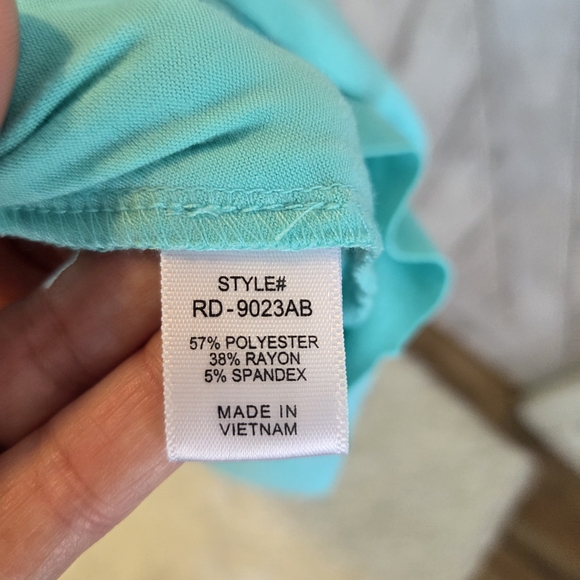 STYLE#
RD-9023AB
57% POLYESTER
38% RAYON
5% SPANDEX
MADE IN
VIETNAM